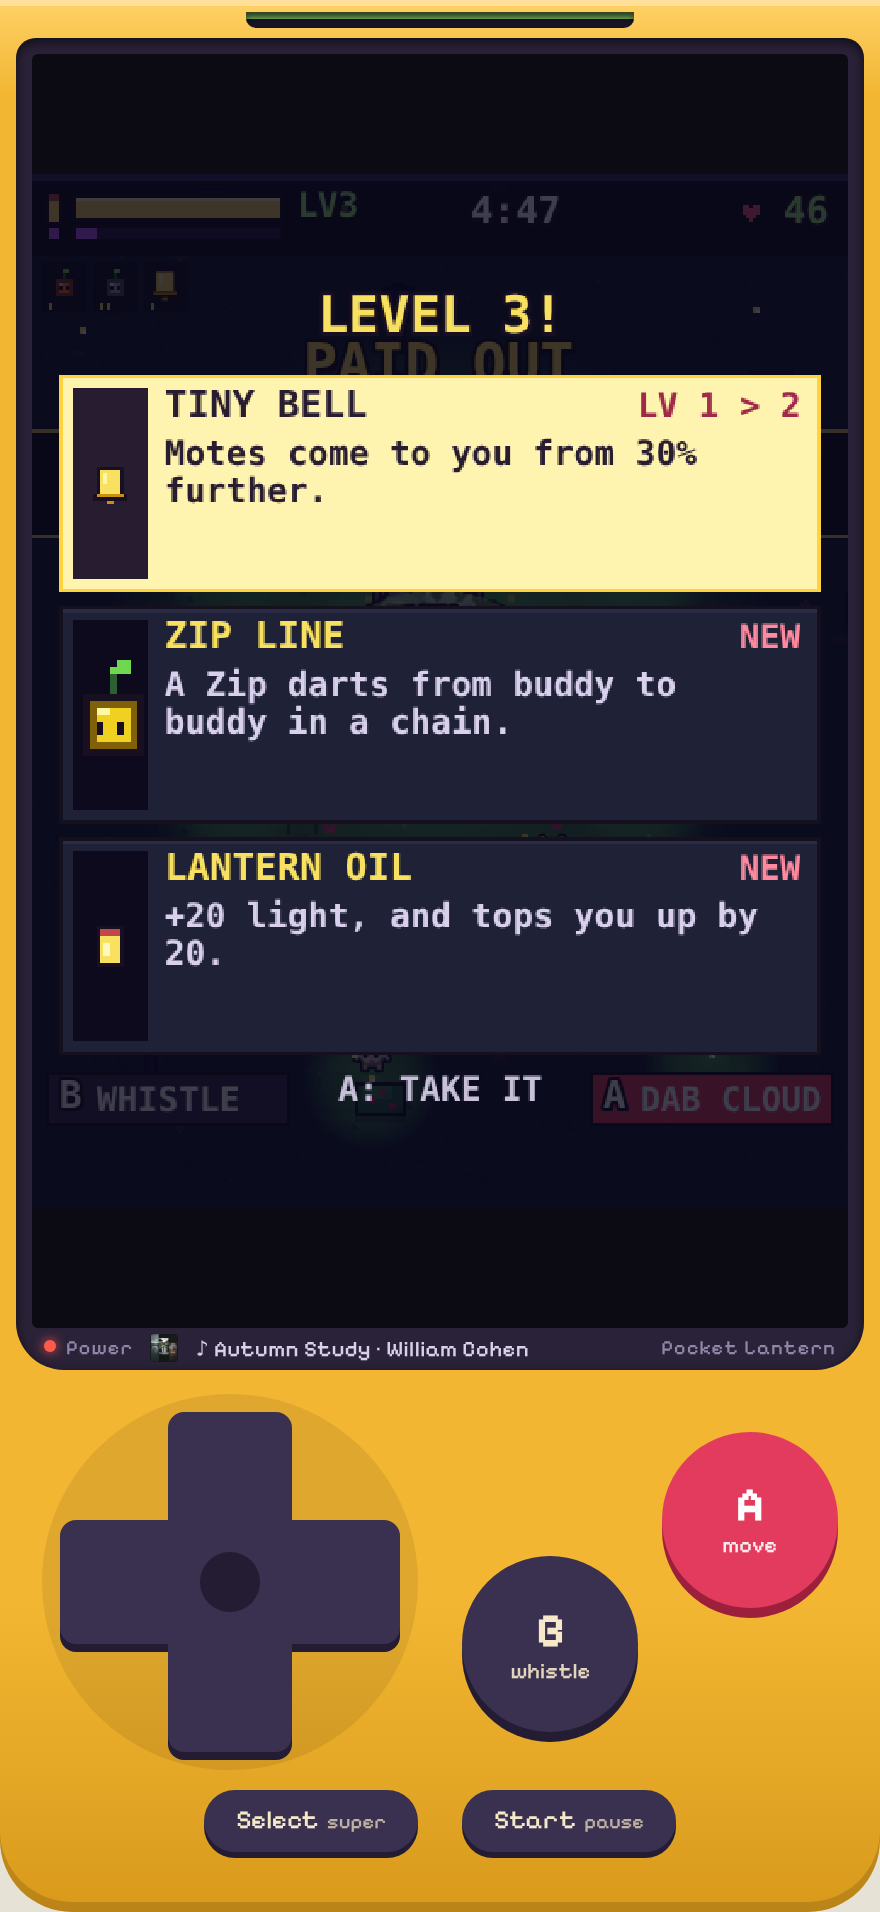 LV3 4:47 46
LEVEL 3!
PAID OUT
TINY BELL LV 1 > 2
Motes come to you from 30%
further.
ZIP LINE NEW
A Zip darts from buddy to
buddy in a chain.
LANTERN OIL NEW
+20 light, and tops you up by
20.
B WHISTLE A: TAKE IT A DAB CLOUD
Power ♪ Autumn Study · William Cohen Pocket Lantern
A
move
B
whistle
Select super Start pause